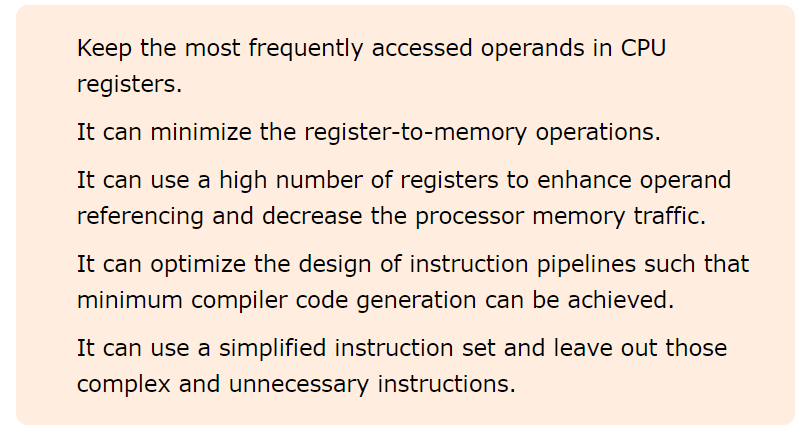 Keep the most frequently accessed operands in CPU
registers.
It can minimize the register-to-memory operations.
It can use a high number of registers to enhance operand
referencing and decrease the processor memory traffic.
It can optimize the design of instruction pipelines such that
minimum compiler code generation can be achieved.
It can use a simplified instruction set and leave out those
complex and unnecessary instructions.